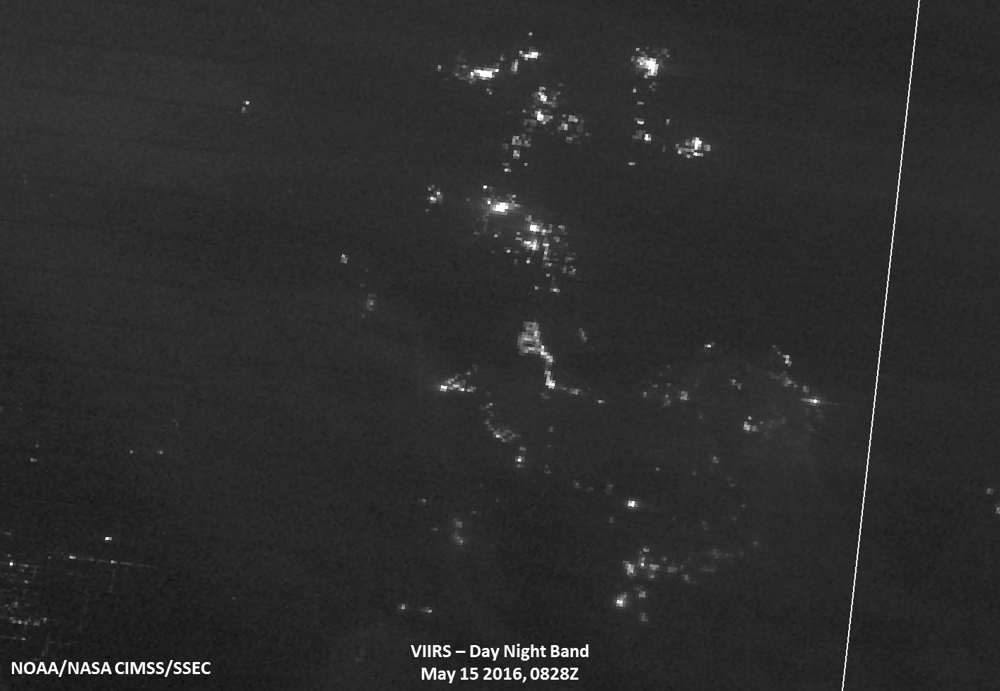 VIIRS – Day Night Band
May 15 2016, 0828Z
NOAA/NASA CIMSS/SSEC